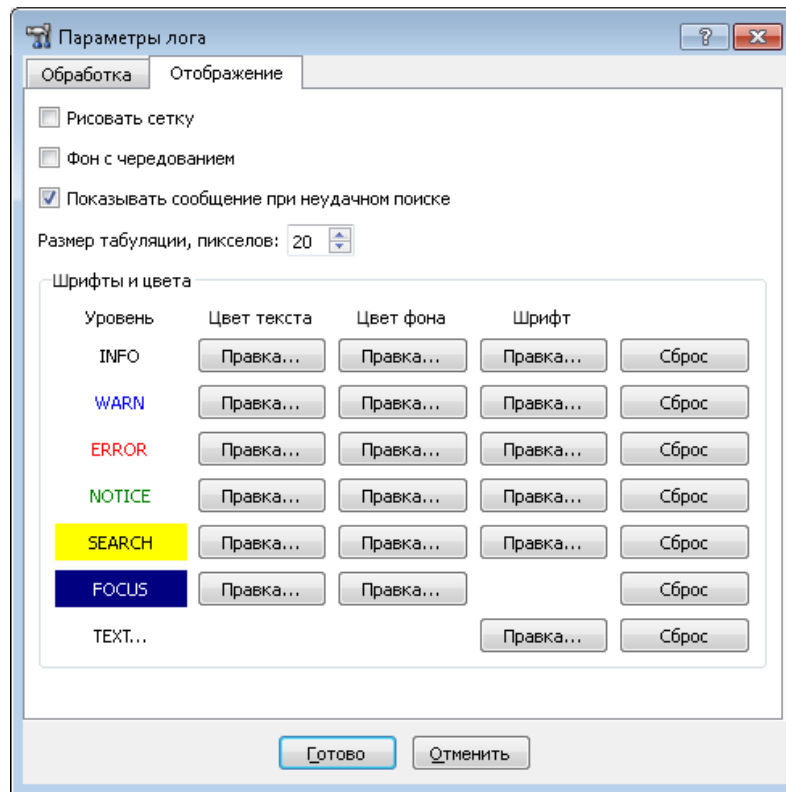 Параметры лога
Обработка Отображение
Рисовать сетку
Фон с чередованием
Показывать сообщение при неудачном поиске
Размер табуляции, пикселов: 20
Шрифты и цвета
Уровень Цвет текста Цвет фона Шрифт
INFO Правка... Правка... Правка... Сброс
WARN Правка... Правка... Правка... Сброс
ERROR Правка... Правка... Правка... Сброс
NOTICE Правка... Правка... Правка... Сброс
SEARCH Правка... Правка... Правка... Сброс
FOCUS Правка... Правка... Сброс
TEXT... Правка... Сброс
Готово Отменить